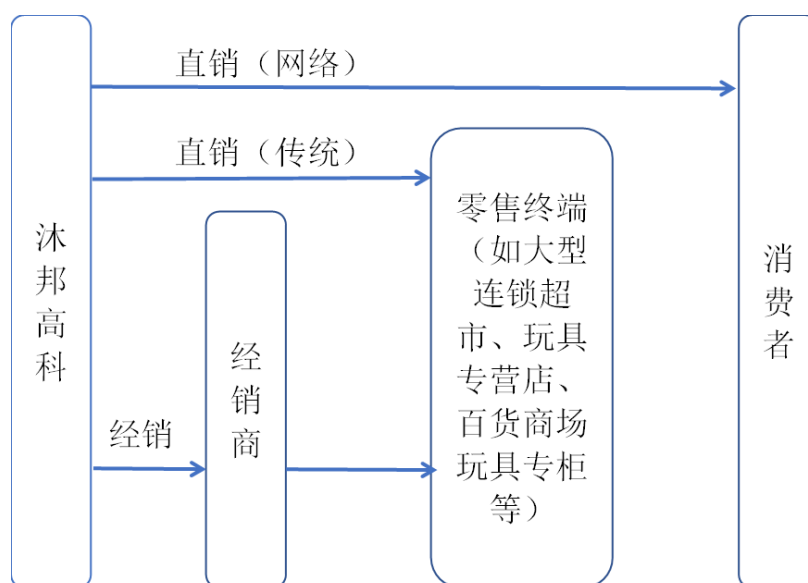 直销（网络）
直销（传统）
沐邦高科
经销
经销商
零售终端
（如大型
连锁超
市、玩具
专营店、
百货商场
玩具专柜
等）
消费者